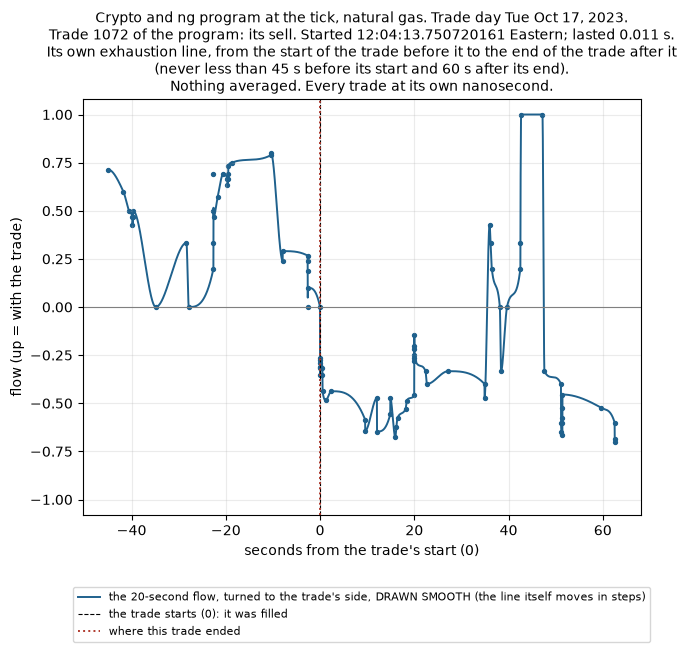 Crypto and ng program at the tick, natural gas. Trade day Tue Oct 17, 2023.
Trade 1072 of the program: its sell. Started 12:04:13.750720161 Eastern; lasted 0.011 s.
Its own exhaustion line, from the start of the trade before it to the end of the trade after it
(never less than 45 s before its start and 60 s after its end).
Nothing averaged. Every trade at its own nanosecond.
1.00
0.75
0.50
0.25
0.00
−0.25
−0.50
−0.75
−1.00
flow (up = with the trade)
−40
−20
0
20
40
60
seconds from the trade's start (0)
the 20-second flow, turned to the trade's side, DRAWN SMOOTH (the line itself moves in steps)
the trade starts (0): it was filled
where this trade ended